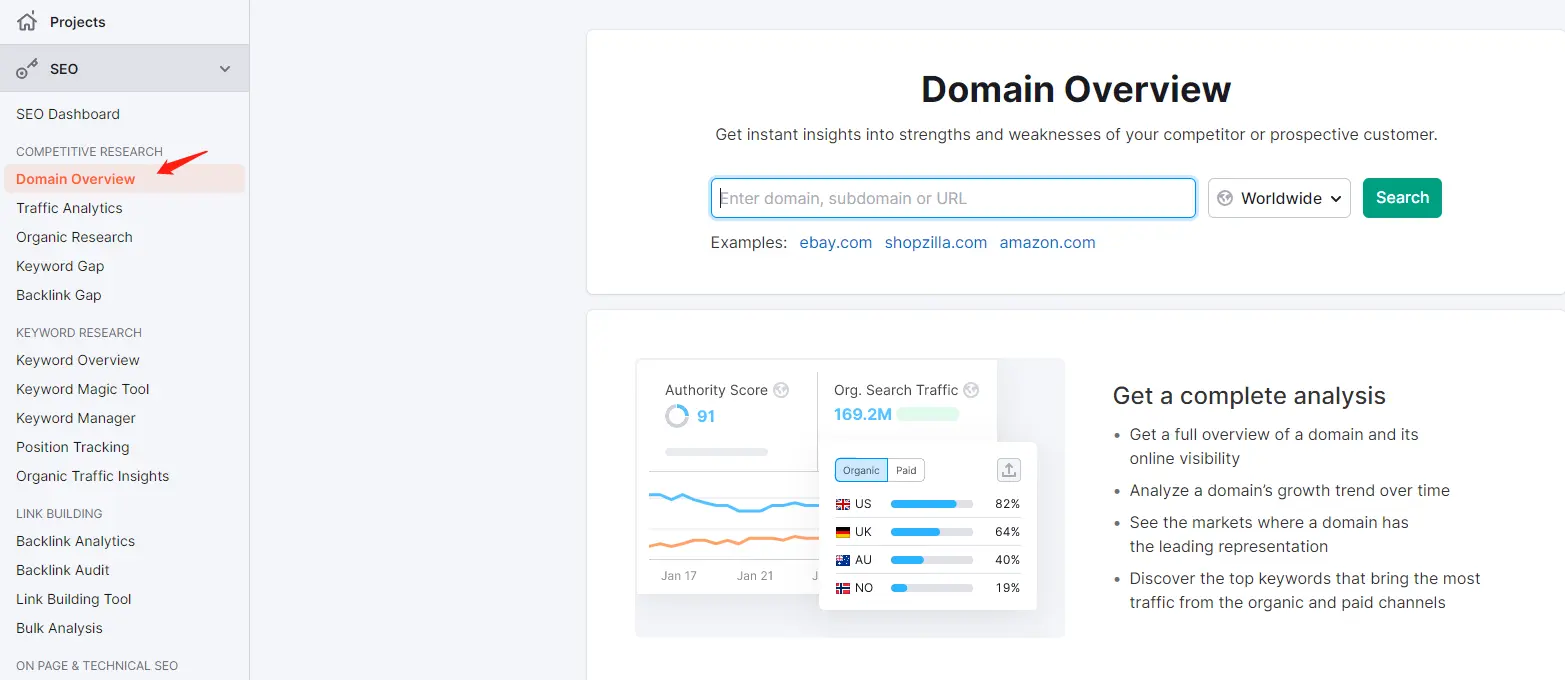 Projects
SEO
SEO Dashboard
COMPETITIVE RESEARCH
Domain Overview
Traffic Analytics
Organic Research
Keyword Gap
Backlink Gap
KEYWORD RESEARCH
Keyword Overview
Keyword Magic Tool
Keyword Manager
Position Tracking
Organic Traffic Insights
LINK BUILDING
Backlink Analytics
Backlink Audit
Link Building Tool
Bulk Analysis
ON PAGE & TECHNICAL SEO
Domain Overview
Get instant insights into strengths and weaknesses of your competitor or prospective customer.
Enter domain, subdomain or URL
Worldwide
Search
Examples: ebay.com shopzilla.com amazon.com
Authority Score
91
Org. Search Traffic
169.2M
Organic Paid
US 82%
UK 64%
AU 40%
NO 19%
Jan 17 Jan 21 J
Get a complete analysis
• Get a full overview of a domain and its
online visibility
• Analyze a domain’s growth trend over time
• See the markets where a domain has
the leading representation
• Discover the top keywords that bring the most
traffic from the organic and paid channels